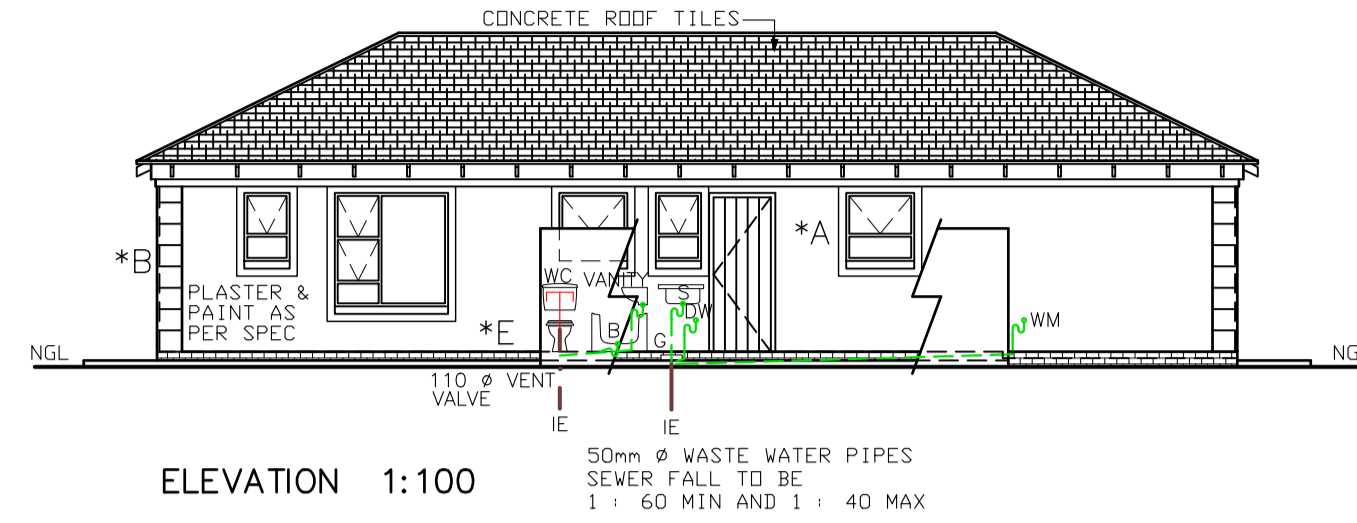 CONCRETE ROOF TILES
*A
*B
PLASTER &
PAINT AS
PER SPEC
WC
VANITY
S
DW
*E
B
G
WM
NGL
NG
110 ø VENT
VALVE
IE
IE
50mm ø WASTE WATER PIPES
SEWER FALL TO BE
1 : 60 MIN AND 1 : 40 MAX
ELEVATION 1:100